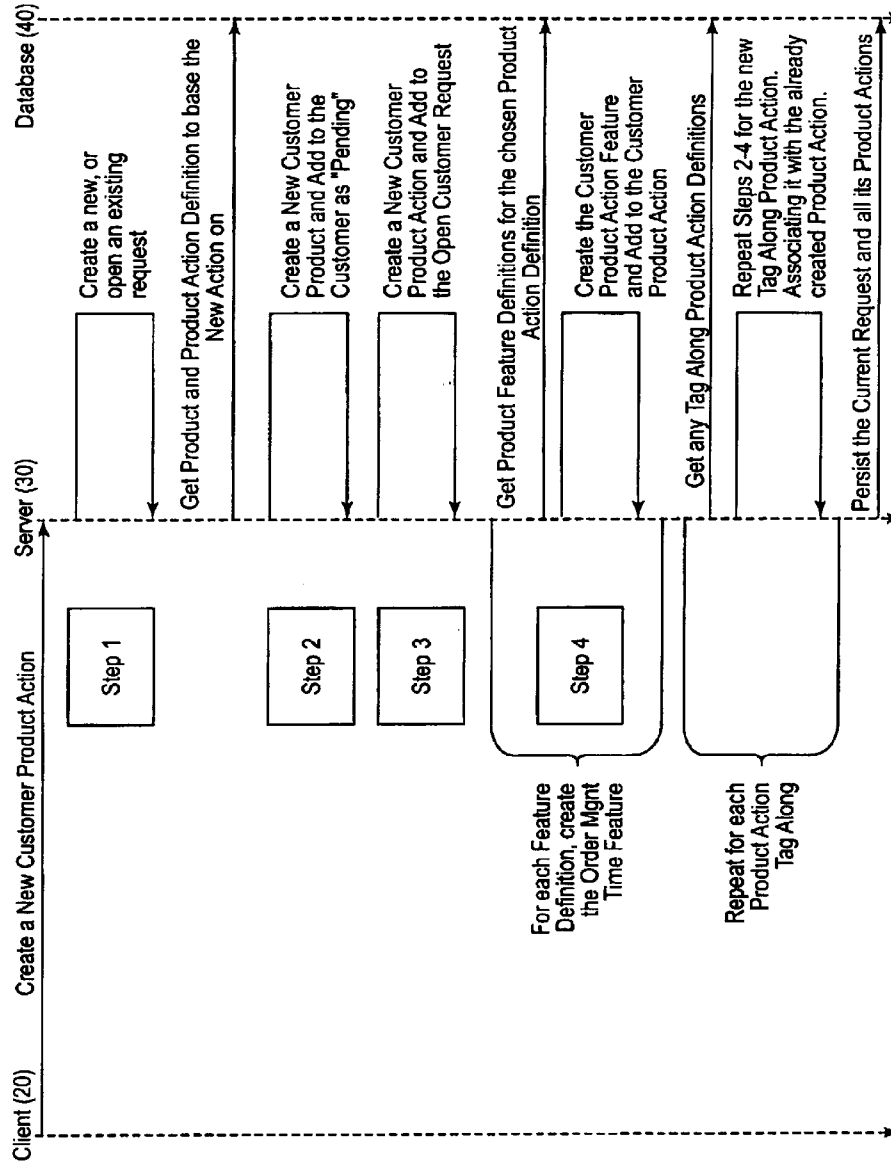 Client (20)
Create a New Customer Product Action
Server (30)
Database (40)
Step 1
Create a new, or
open an existing
request
Get Product and Product Action Definition to base the
New Action on
Step 2
Create a New Customer
Product and Add to the
Customer as "Pending"
Step 3
Create a New Customer
Product Action and Add to
the Open Customer Request
Get Product Feature Definitions for the chosen Product
Action Definition
For each Feature
Definition, create
the Order Mgnt
Time Feature
Step 4
Create the Customer
Product Action Feature
and Add to the Customer
Product Action
Get any Tag Along Product Action Definitions
Repeat for each
Product Action
Tag Along
Repeat Steps 2-4 for the new
Tag Along Product Action.
Associating it with the already
created Product Action.
Persist the Current Request and all its Product Actions